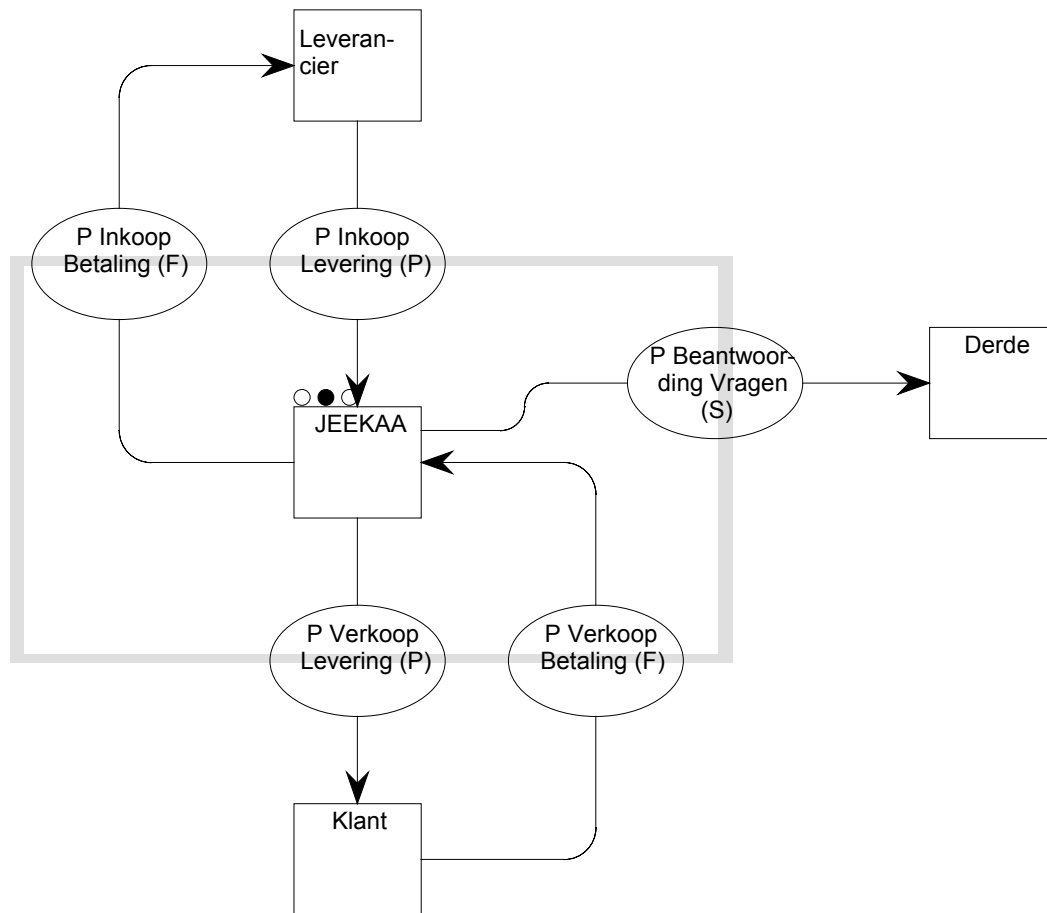 Leveran-
cier
P Inkoop
Betaling (F)
P Inkoop
Levering (P)
P Beantwoor-
ding Vragen
(S)
Derde
JEEKAA
P Verkoop
Levering (P)
P Verkoop
Betaling (F)
Klant